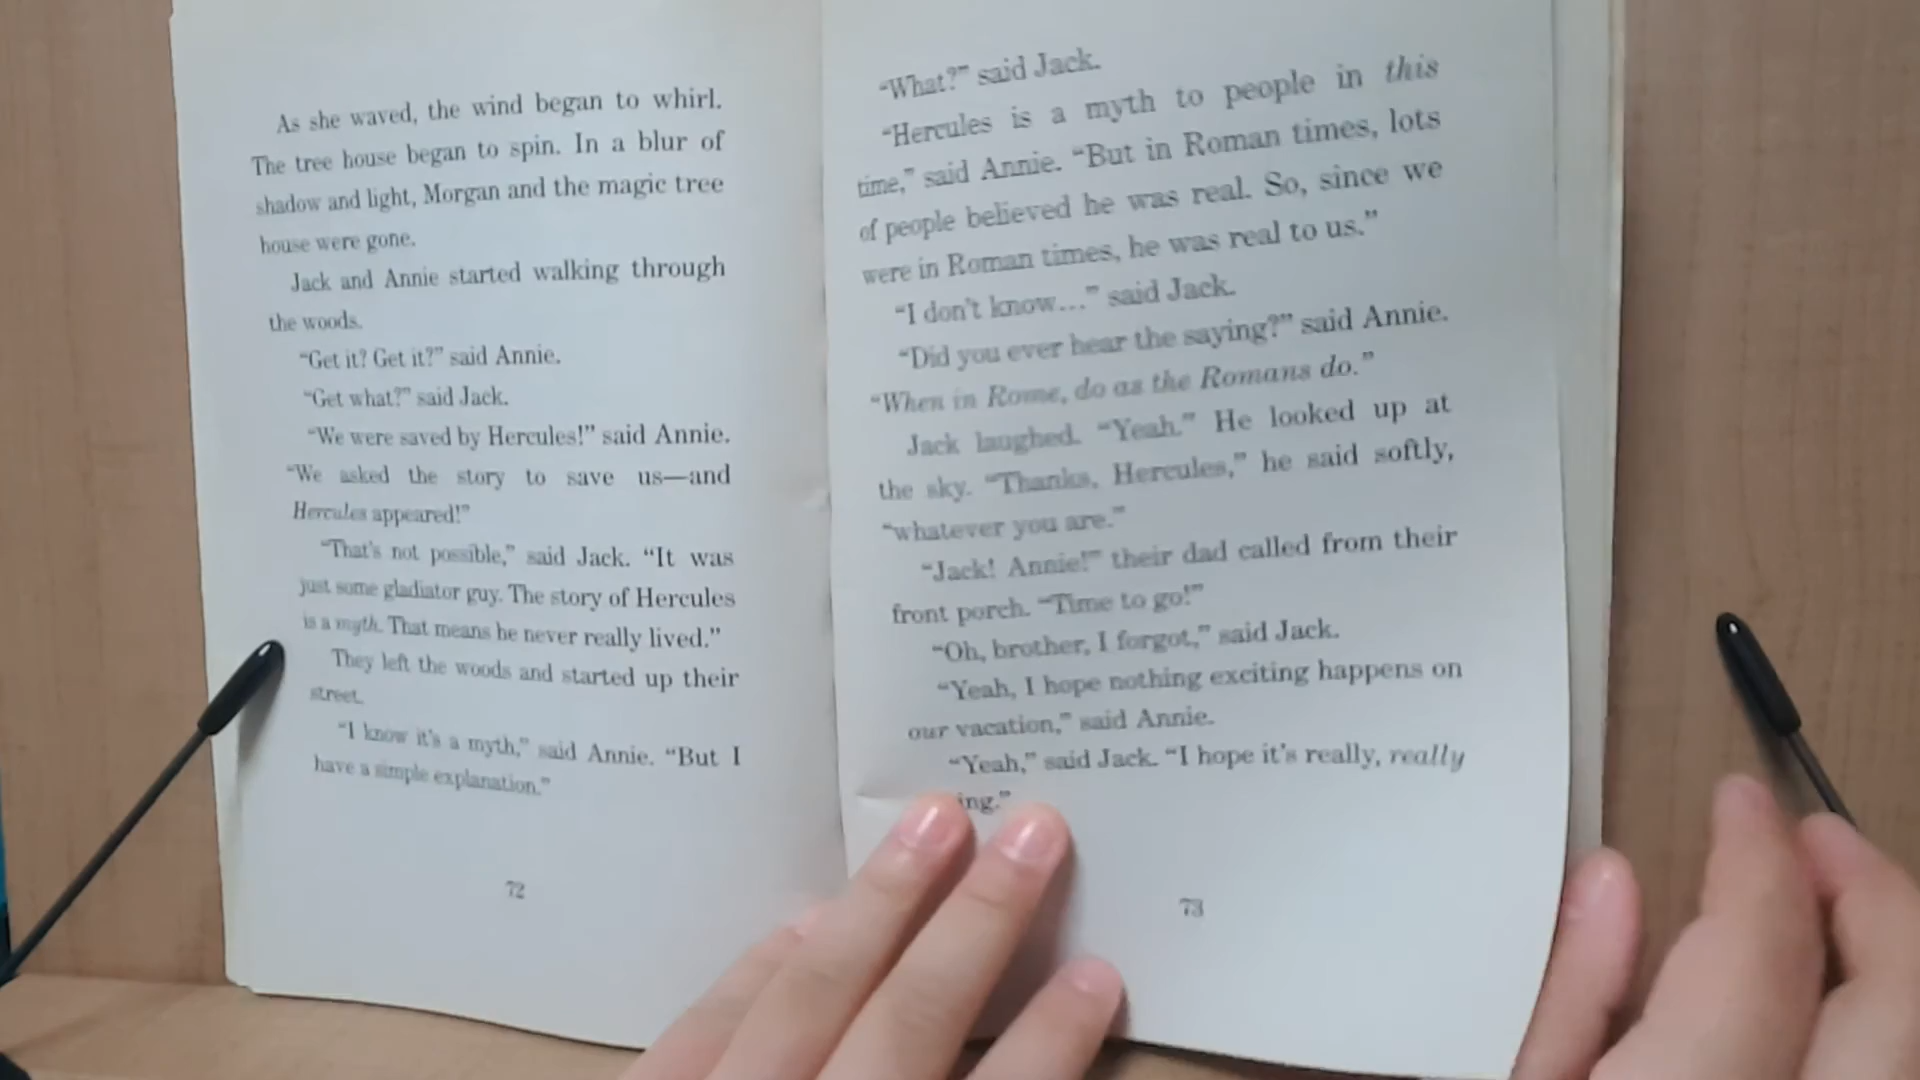 As she waved, the wind began to whirl.
The tree house began to spin. In a blur of
shadow and light, Morgan and the magic tree
house were gone.
Jack and Annie started walking through
the woods.
“Get it? Get it?” said Annie.
“Get what?” said Jack.
“We were saved by Hercules!” said Annie.
“We asked the story to save us—and
Hercules appeared!”
“That’s not possible,” said Jack. “It was
just some gladiator guy. The story of Hercules
is a myth. That means he never really lived.”
They left the woods and started up their
street.
“I know it’s a myth,” said Annie. “But I
have a simple explanation.”
72
“What?” said Jack.
“Hercules is a myth to people in this
time,” said Annie. “But in Roman times, lots
of people believed he was real. So, since we
were in Roman times, he was real to us.”
“I don’t know…” said Jack.
“Did you ever hear the saying?” said Annie.
“When in Rome, do as the Romans do.”
Jack laughed. “Yeah.” He looked up at
the sky. “Thanks, Hercules,” he said softly,
“whatever you are.”
“Jack! Annie!” their dad called from their
front porch. “Time to go!”
“Oh, brother, I forgot,” said Jack.
“Yeah, I hope nothing exciting happens on
our vacation,” said Annie.
“Yeah,” said Jack. “I hope it’s really, really
ing.”
73